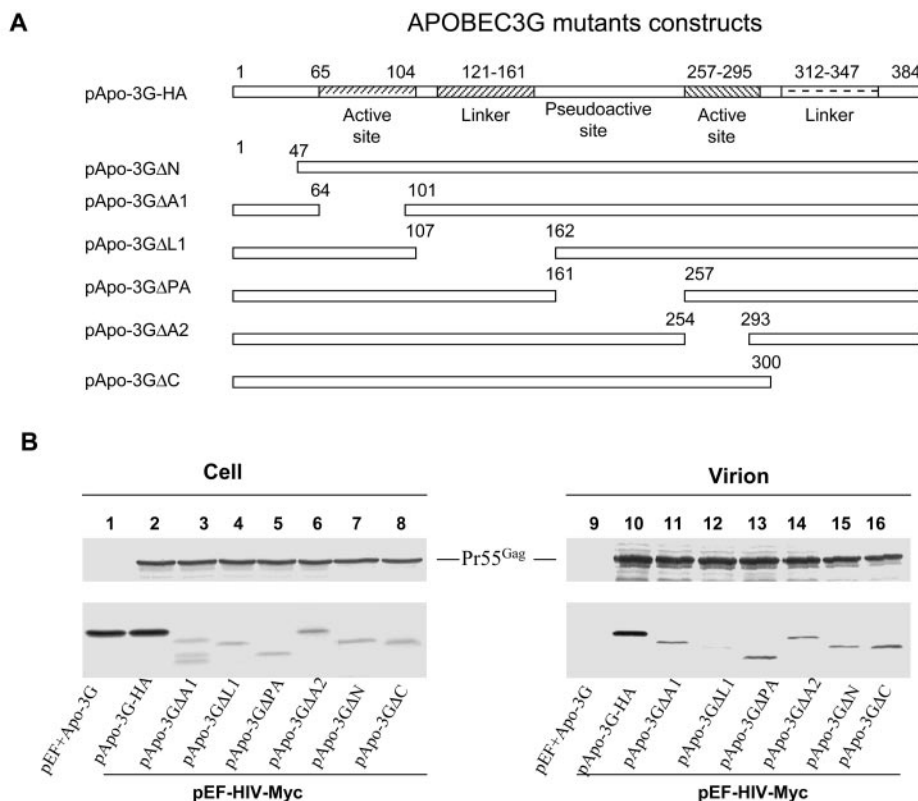 A
APOBEC3G mutants constructs
1 65 104 121-161 257-295 312-347 384
pApo-3G-HA
Active site
Linker
Pseudoactive site
Active site
Linker
1
pApo-3GΔN 47
pApo-3GΔA1 64 101
pApo-3GΔL1 107 162
pApo-3GΔPA 161 257
pApo-3GΔA2 254 293
pApo-3GΔC 300
B
Cell Virion
1 2 3 4 5 6 7 8 9 10 11 12 13 14 15 16
Pr55Gag
pEF+Apo-3G pApo-3G-HA pApo-3GΔA1 pApo-3GΔL1 pApo-3GΔPA pApo-3GΔA2 pApo-3GΔN pApo-3GΔC
pEF+Apo-3G pApo-3G-HA pApo-3GΔA1 pApo-3GΔL1 pApo-3GΔPA pApo-3GΔA2 pApo-3GΔN pApo-3GΔC
pEF-HIV-Myc pEF-HIV-Myc